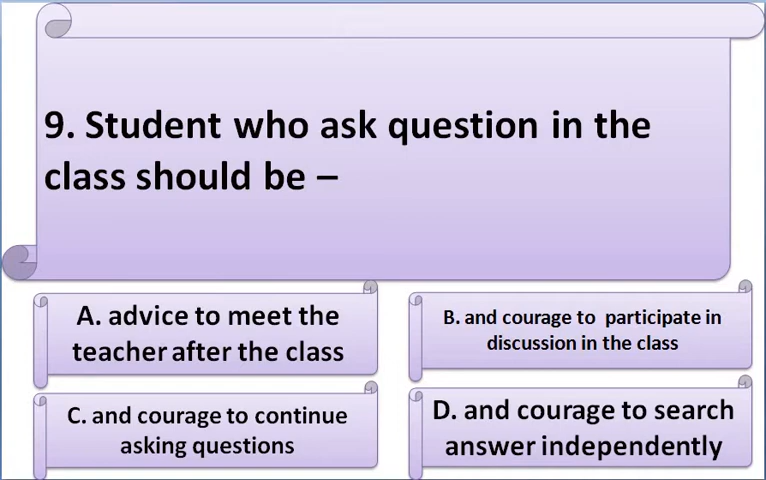 9. Student who ask question in the
class should be –
A. advice to meet the
teacher after the class
B. and courage to participate in
discussion in the class
C. and courage to continue
asking questions
D. and courage to search
answer independently